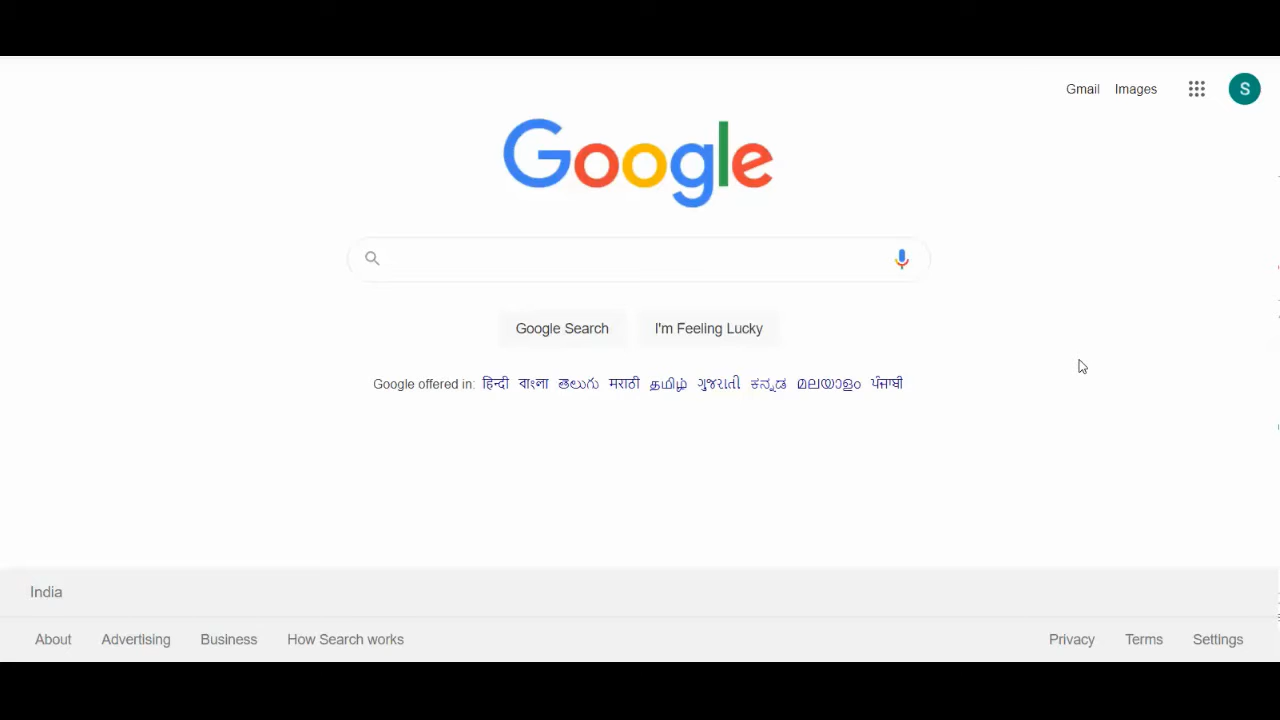 Gmail Images S
Google
Google Search I'm Feeling Lucky
Google offered in: हिन्दी বাংলা తెలుగు मराठी தமிழ் ગુજરાતી ಕನ್ನಡ മലയാളം ਪੰਜਾਬੀ
India
About Advertising Business How Search works Privacy Terms Settings